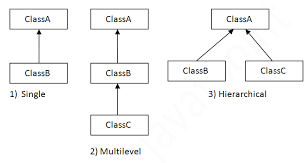 ClassA
ClassB
1) Single
ClassA
ClassB
ClassC
2) Multilevel
ClassA
ClassB
ClassC
3) Hierarchical